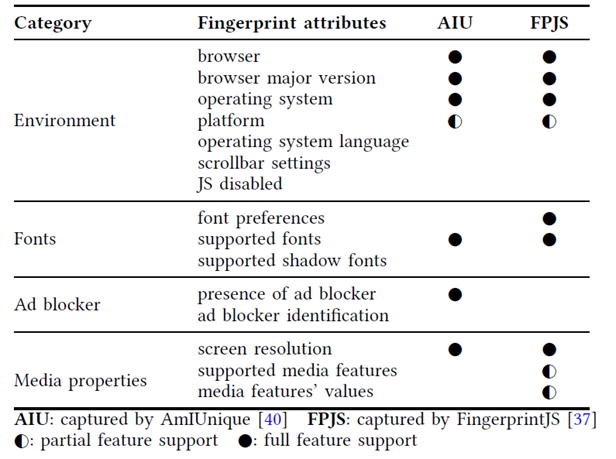 Category Fingerprint attributes AIU FPJS
browser ● ●
browser major version ● ●
operating system ● ●
Environment platform ◐ ◐
operating system language
scrollbar settings
JS disabled
font preferences ●
Fonts supported fonts ● ●
supported shadow fonts
Ad blocker presence of ad blocker ●
ad blocker identification
screen resolution ● ●
supported media features ◐
Media properties media features’ values ◐
AIU: captured by AmIUnique [40] FPJS: captured by FingerprintJS [37]
◐: partial feature support ●: full feature support